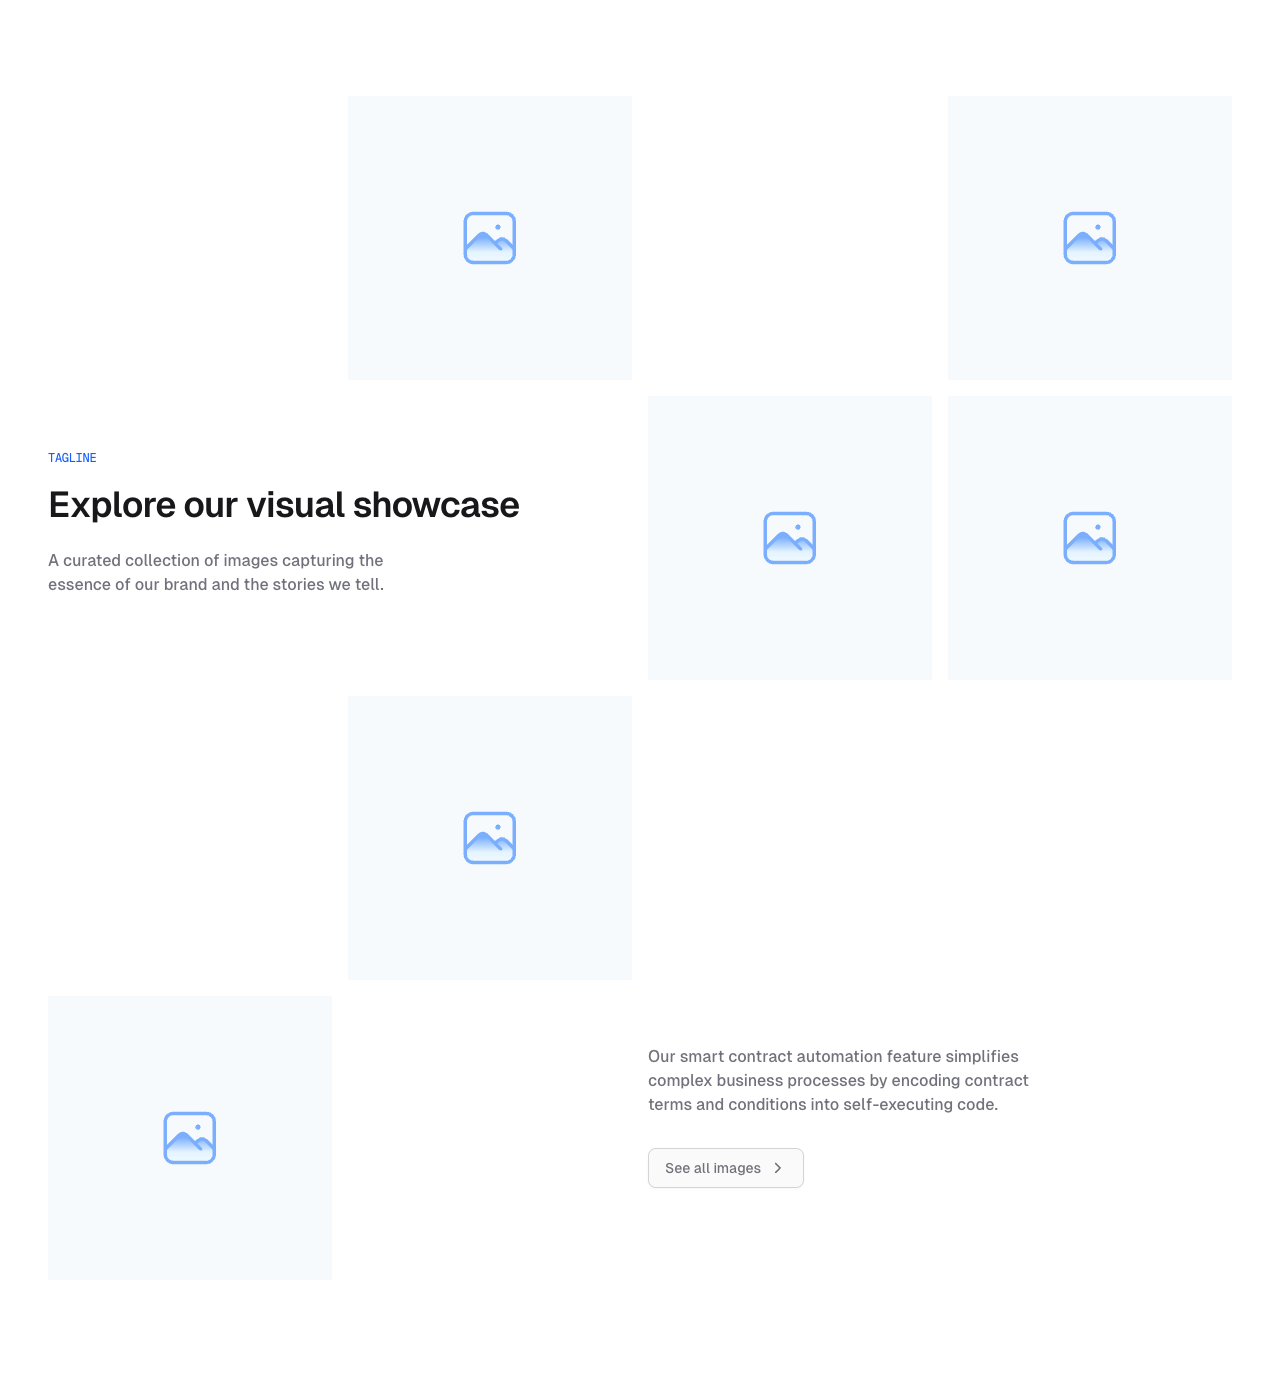 TAGLINE
Explore our visual showcase
A curated collection of images capturing the
essence of our brand and the stories we tell.
Our smart contract automation feature simplifies
complex business processes by encoding contract
terms and conditions into self-executing code.
See all images